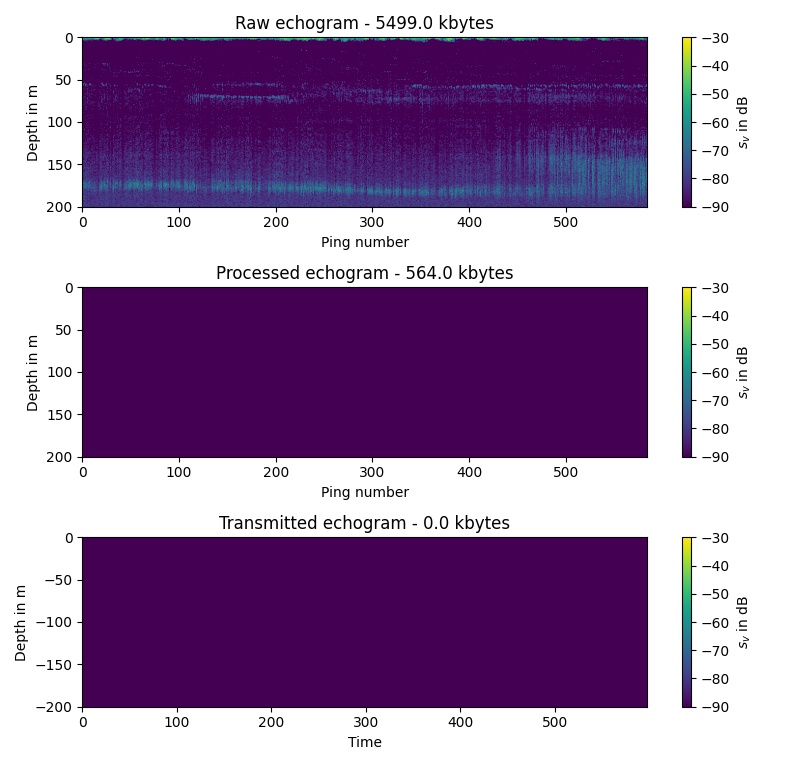 Raw echogram - 5499.0 kbytes
0
50
100
150
200
Depth in m
0 100 200 300 400 500
Ping number
−30
−40
−50
−60
−70
−80
−90
sv in dB
Processed echogram - 564.0 kbytes
0
50
100
150
200
Depth in m
0 100 200 300 400 500
Ping number
−30
−40
−50
−60
−70
−80
−90
sv in dB
Transmitted echogram - 0.0 kbytes
0
−50
−100
−150
−200
Depth in m
0 100 200 300 400 500
Time
−30
−40
−50
−60
−70
−80
−90
sv in dB